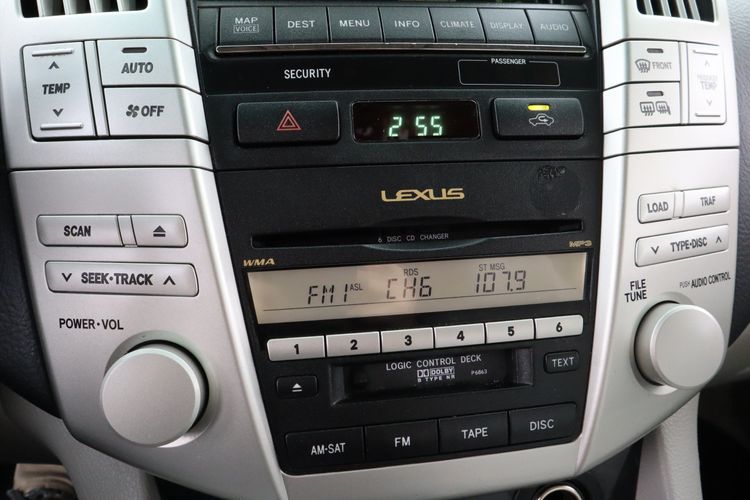 MAP VOICE DEST MENU INFO CLIMATE DISPLAY AUDIO
PASSENGER
SECURITY
TEMP AUTO
OFF
2 55
FRONT
PASSENGER TEMP
LEXUS
6 DISC CD CHANGER
WMA MP3
SCAN
SEEK•TRACK
LOAD TRAF
TYPE•DISC
FM1 ASL RDS CH6 ST MSG 107.9
POWER•VOL
FILE TUNE
PUSH AUDIO CONTROL
1 2 3 4 5 6
LOGIC CONTROL DECK
DOLBY
B TYPE NR
P6863
TEXT
AM•SAT FM TAPE DISC